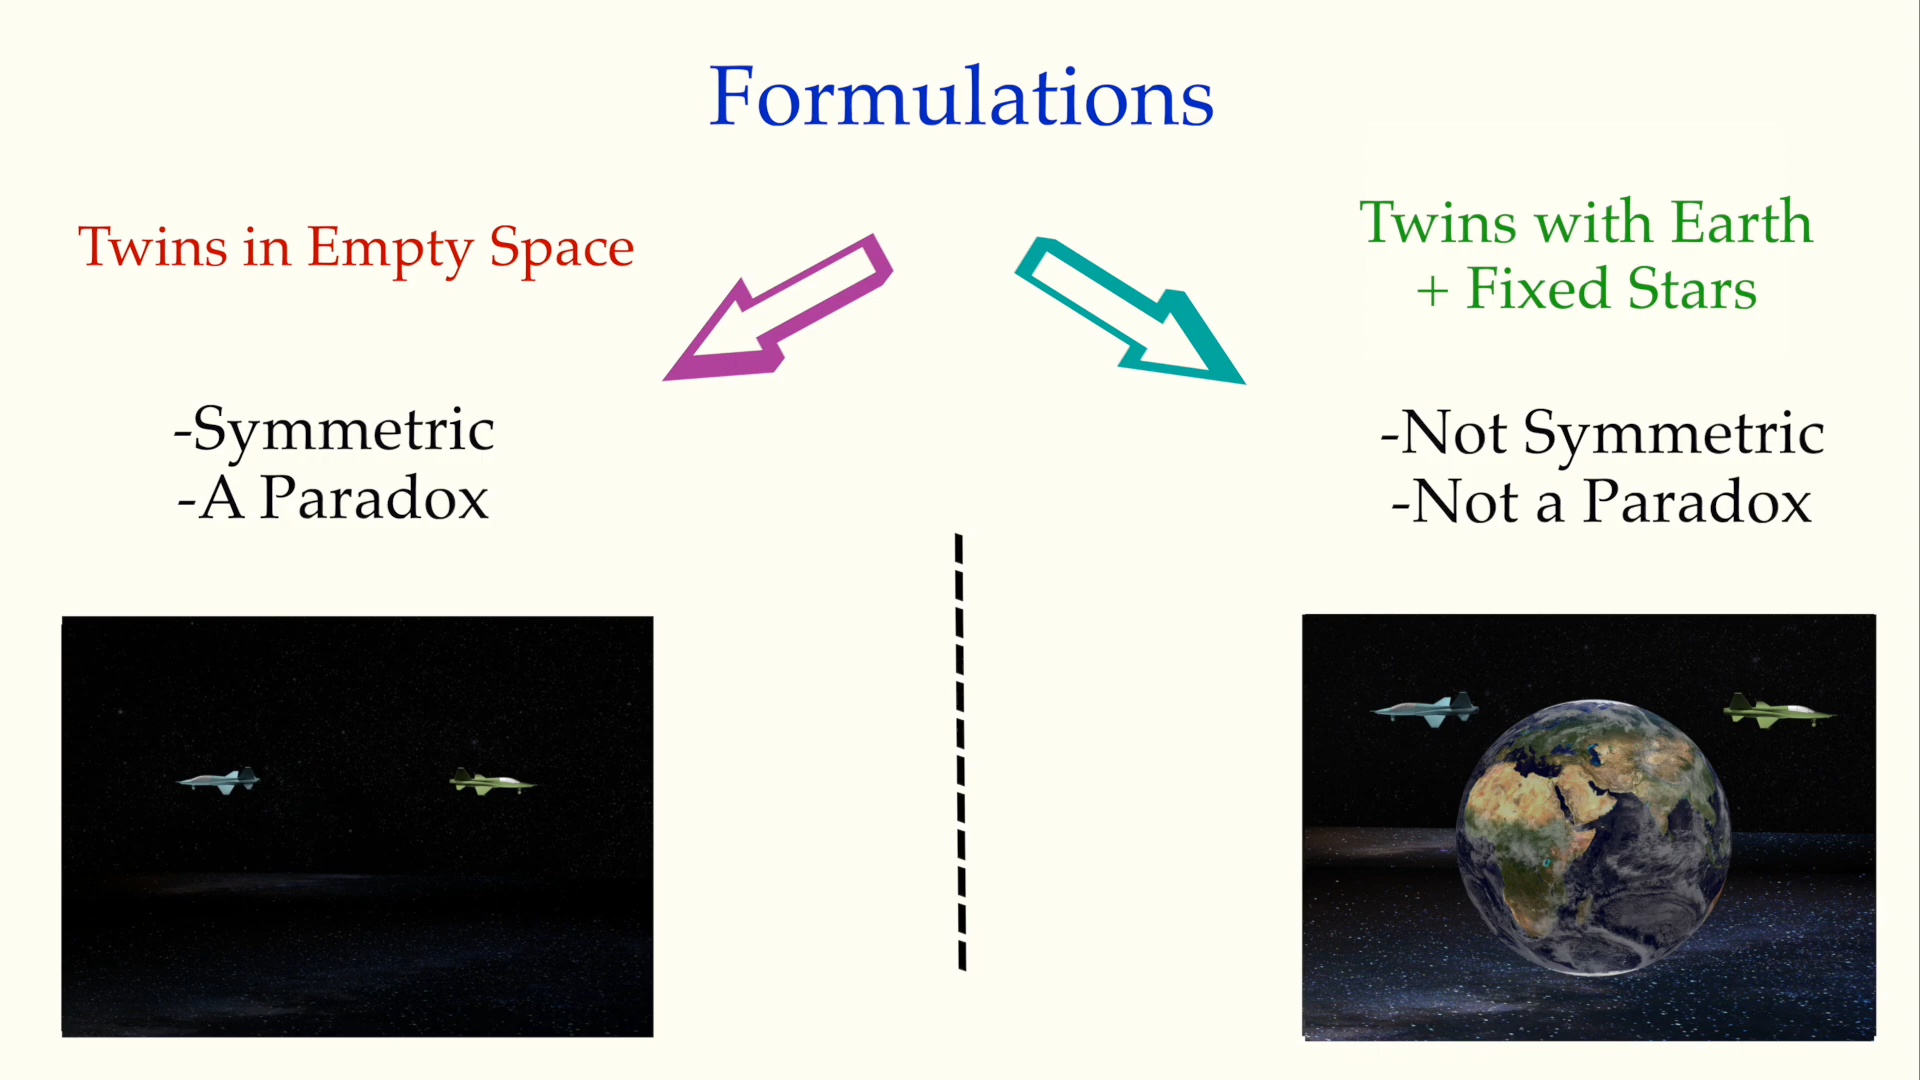 Formulations
Twins in Empty Space
-Symmetric
-A Paradox
Twins with Earth
+ Fixed Stars
-Not Symmetric
-Not a Paradox